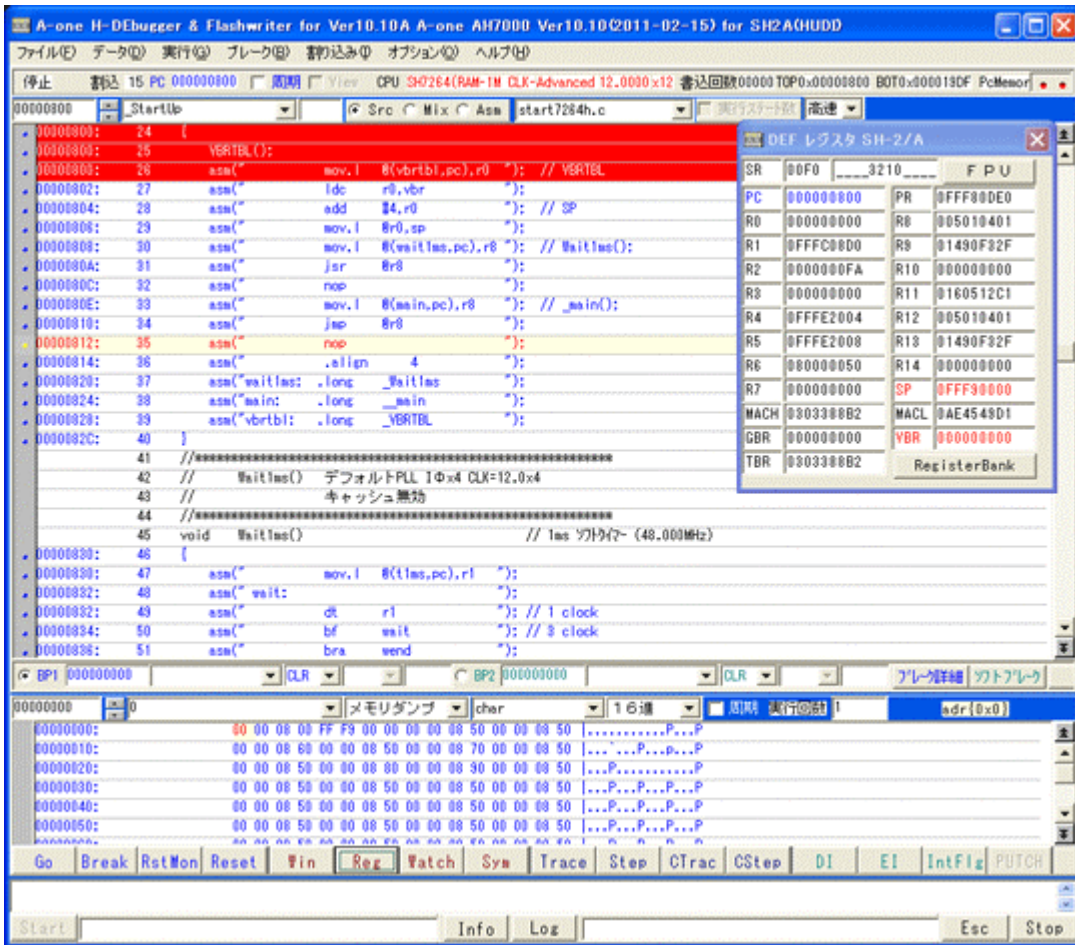 A-one H-DEbugger & Flashwriter for Ver10.10A A-one AH7000 Ver10.10(2011-02-15) for SH2A(HUDI)
ファイル(F) データ(D) 実行(G) ブレーク(B) 割り込み(I) オプション(O) ヘルプ(H)
停止 割込 15 PC 000000800 周期 View CPU SH7264(RAM-1M CLK-Advanced 12.0000x12 書込回数00000 TOP0x00000800 BOT0x000018DF PcMemor
00000800 _StartUp Src Mix Asm start7264h.c 実行ステート数 高速
00000800: 24 {
00000800: 25 VBRTBL();
00000800: 26 asm(" mov.l @(vbrtbl,pc),r0 "); // VBRTBL
00000802: 27 asm(" ldc r0,vbr ");
00000804: 28 asm(" add #4,r0 "); // SP
00000806: 29 asm(" mov.l @r0,sp ");
00000808: 30 asm(" mov.l @(wait1ms,pc),r8 "); // Wait1ms();
0000080A: 31 asm(" jsr @r8 ");
0000080C: 32 asm(" nop ");
0000080E: 33 asm(" mov.l @(main,pc),r8 "); // _main();
00000810: 34 asm(" jmp @r8 ");
00000812: 35 asm(" nop ");
00000814: 36 asm(" .align 4 ");
00000820: 37 asm("wait1ms: .long _Wait1ms ");
00000824: 38 asm("main: .long __main ");
00000828: 39 asm("vbrtbl: .long _VBRTBL ");
0000082C: 40 }
41 //************************************************************
42 // Wait1ms() デフォルトPLL IΦx4 CLK=12.0x4
43 // キャッシュ無効
44 //************************************************************
45 void Wait1ms() // 1ms ソフトタイマー (48.000MHz)
00000830: 46 {
00000830: 47 asm(" mov.l @(t1ms,pc),r1 ");
00000832: 48 asm(" wait: ");
00000832: 49 asm(" dt r1 "); // 1 clock
00000834: 50 asm(" bf wait "); // 3 clock
00000836: 51 asm(" bra wend ");
DEF レジスタ SH-2/A
SR 00F0 ____3210____ FPU
PC 000000800 PR 0FFF80DE0
R0 000000000 R8 005010401
R1 0FFFC08D0 R9 01490F32F
R2 0000000FA R10 000000000
R3 000000000 R11 0160512C1
R4 0FFFE2004 R12 005010401
R5 0FFFE2008 R13 01490F32F
R6 080000050 R14 000000000
R7 000000000 SP 0FFF90000
MACH 0303388B2 MACL 0AE4548D1
GBR 000000000 VBR 000000000
TBR 0303388B2 RegisterBank
BP1 000000000 CLR BP2 000000000 CLR ブレーク詳細 ソフトブレーク
00000000 0 メモリダンプ char 16進 周期 実行回数 1 adr{0x0}
00000000: 00 00 08 00 FF F9 00 00 00 00 08 50 00 00 08 50 |...........P...P
00000010: 00 00 08 60 00 00 08 50 00 00 08 70 00 00 08 50 |...`...P...p...P
00000020: 00 00 08 50 00 00 08 80 00 00 08 90 00 00 08 50 |...P...........P
00000030: 00 00 08 50 00 00 08 50 00 00 08 50 00 00 08 50 |...P...P...P...P
00000040: 00 00 08 50 00 00 08 50 00 00 08 50 00 00 08 50 |...P...P...P...P
00000050: 00 00 08 50 00 00 08 50 00 00 08 50 00 00 08 50 |...P...P...P...P
Go Break RstMon Reset Win Reg Watch Sym Trace Step CTrac CStep DI EI IntFlg PUTCH
Start Info Log Esc Stop